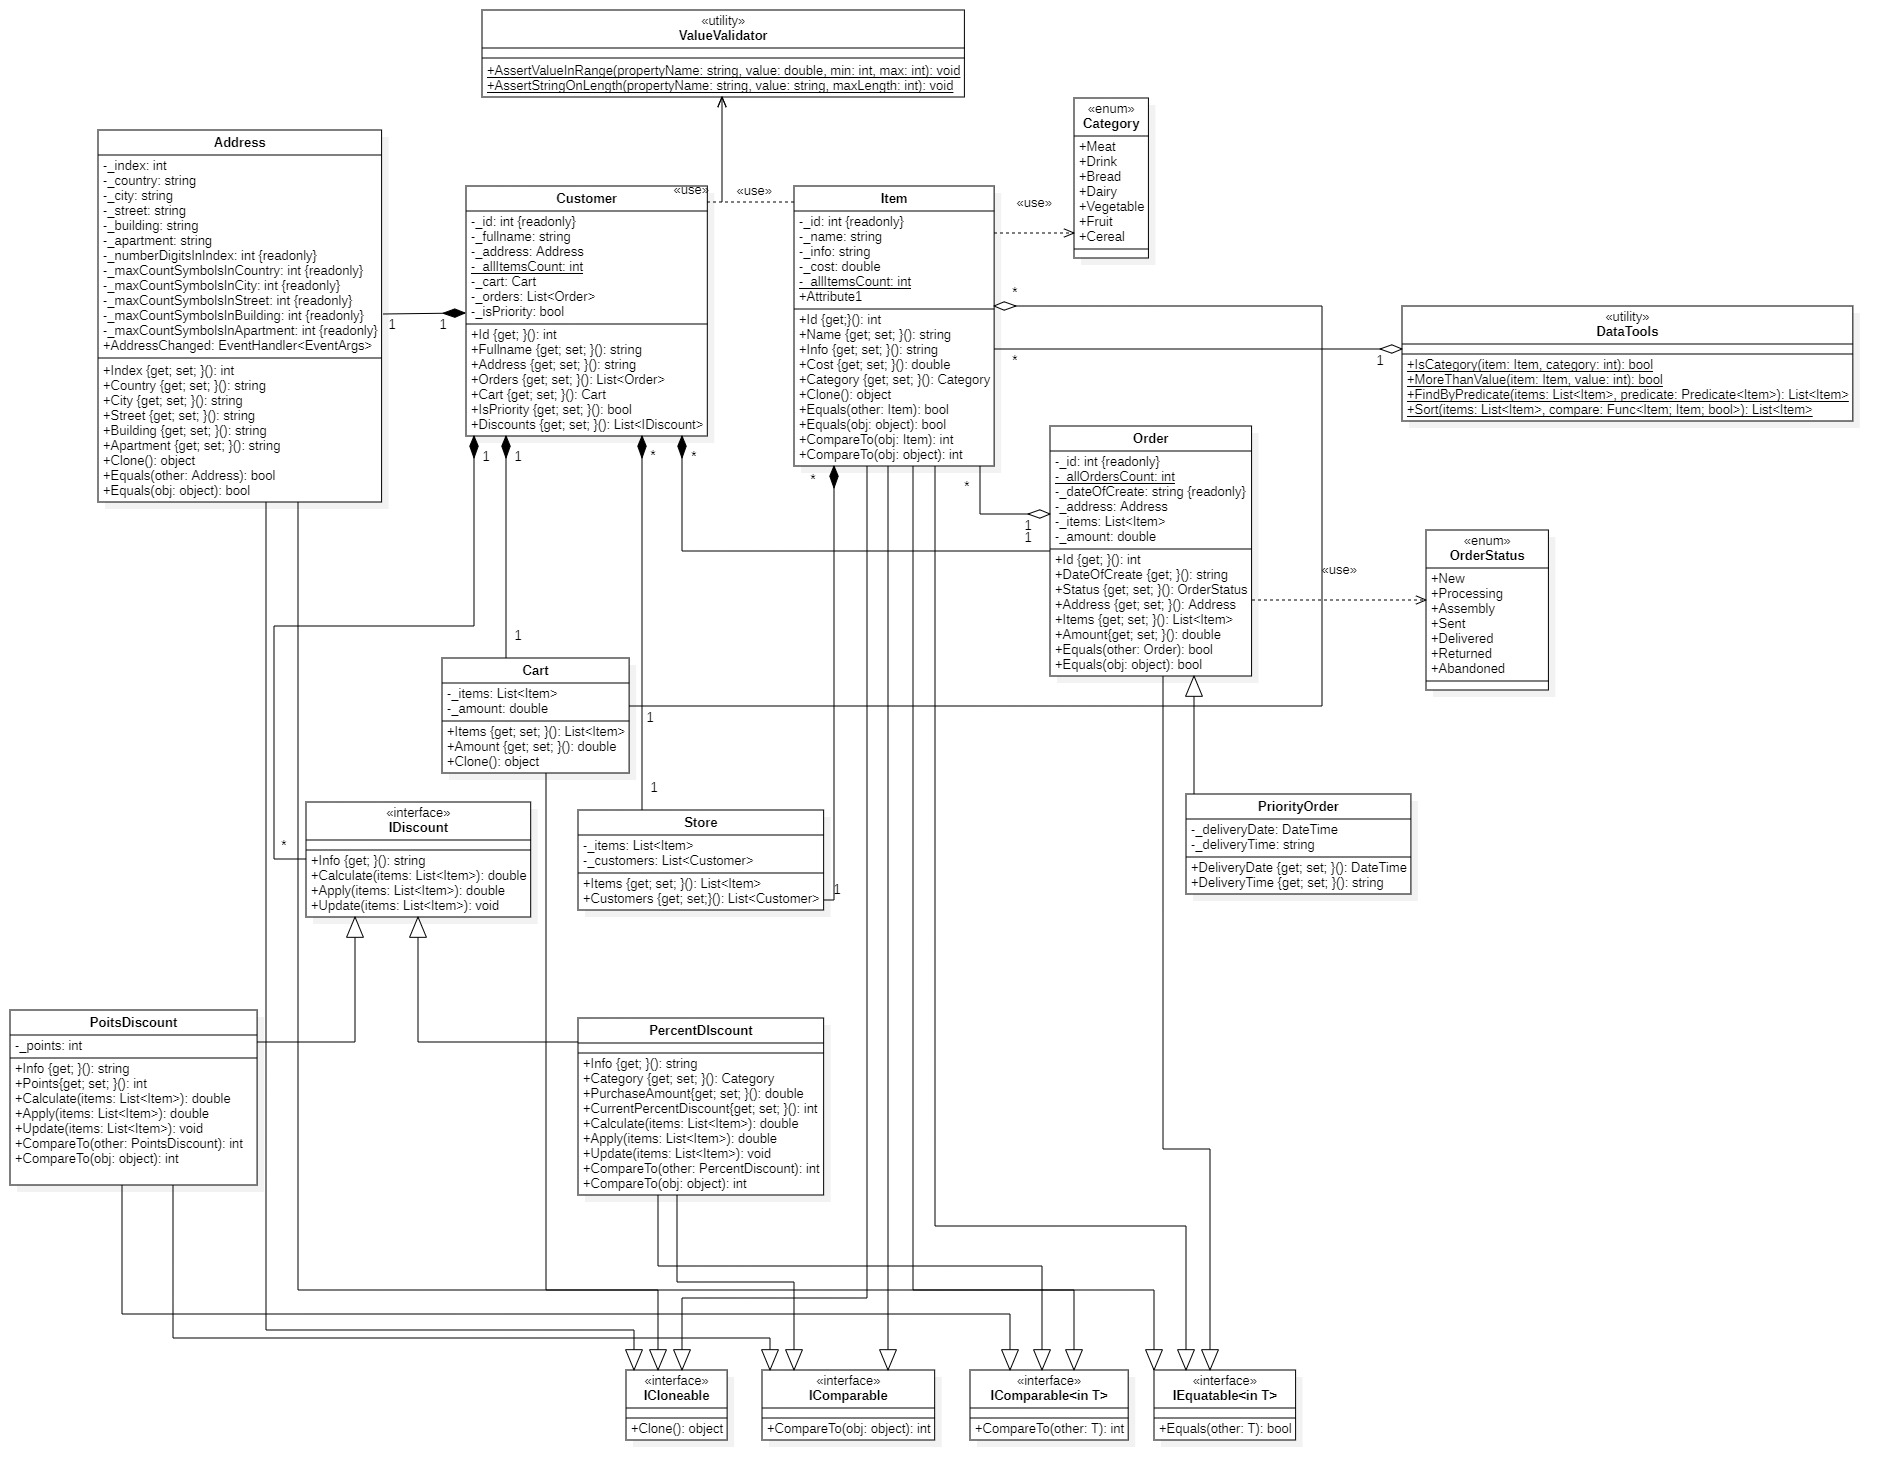 «utility»
ValueValidator
+AssertValueInRange(propertyName: string, value: double, min: int, max: int): void
+AssertStringOnLength(propertyName: string, value: string, maxLength: int): void
«enum»
Category
+Meat
+Drink
+Bread
+Dairy
+Vegetable
+Fruit
+Cereal
Address
-_index: int
-_country: string
-_city: string
-_street: string
-_building: string
-_apartment: string
-_numberDigitsInIndex: int {readonly}
-_maxCountSymbolsInCountry: int {readonly}
-_maxCountSymbolsInCity: int {readonly}
-_maxCountSymbolsInStreet: int {readonly}
-_maxCountSymbolsInBuilding: int {readonly}
-_maxCountSymbolsInApartment: int {readonly}
+AddressChanged: EventHandler<EventArgs>
+Index {get; set; }(): int
+Country {get; set; }(): string
+City {get; set; }(): string
+Street {get; set; }(): string
+Building {get; set; }(): string
+Apartment {get; set; }(): string
+Clone(): object
+Equals(other: Address): bool
+Equals(obj: object): bool
1
1
Customer
-_id: int {readonly}
-_fullname: string
-_address: Address
-_allItemsCount: int
-_cart: Cart
-_orders: List<Order>
-_isPriority: bool
+Id {get; }(): int
+Fullname {get; set; }(): string
+Address {get; set; }(): string
+Orders {get; set; }(): List<Order>
+Cart {get; set; }(): Cart
+IsPriority {get; set; }(): bool
+Discounts {get; set; }(): List<IDiscount>
«use»
«use»
Item
-_id: int {readonly}
-_name: string
-_info: string
-_cost: double
-_allItemsCount: int
+Attribute1
+Id {get;}(): int
+Name {get; set; }(): string
+Info {get; set; }(): string
+Cost {get; set; }(): double
+Category {get; set; }(): Category
+Clone(): object
+Equals(other: Item): bool
+Equals(obj: object): bool
+CompareTo(obj: Item): int
+CompareTo(obj: object): int
«use»
*
*
1
«utility»
DataTools
+IsCategory(item: Item, category: int): bool
+MoreThanValue(item: Item, value: int): bool
+FindByPredicate(items: List<Item>, predicate: Predicate<Item>): List<Item>
+Sort(items: List<Item>, compare: Func<Item; Item; bool>): List<Item>
1
1
*
*
*
*
1
1
Order
-_id: int {readonly}
-_allOrdersCount: int
-_dateOfCreate: string {readonly}
-_address: Address
-_items: List<Item>
-_amount: double
+Id {get; }(): int
+DateOfCreate {get; }(): string
+Status {get; set; }(): OrderStatus
+Address {get; set; }(): Address
+Items {get; set; }(): List<Item>
+Amount{get; set; }(): double
+Equals(other: Order): bool
+Equals(obj: object): bool
«use»
«enum»
OrderStatus
+New
+Processing
+Assembly
+Sent
+Delivered
+Returned
+Abandoned
1
Cart
-_items: List<Item>
-_amount: double
+Items {get; set; }(): List<Item>
+Amount {get; set; }(): double
+Clone(): object
1
1
*
«interface»
IDiscount
+Info {get; }(): string
+Calculate(items: List<Item>): double
+Apply(items: List<Item>): double
+Update(items: List<Item>): void
Store
-_items: List<Item>
-_customers: List<Customer>
+Items {get; set; }(): List<Item>
+Customers {get; set;}(): List<Customer>
1
PriorityOrder
-_deliveryDate: DateTime
-_deliveryTime: string
+DeliveryDate {get; set; }(): DateTime
+DeliveryTime {get; set; }(): string
PoitsDiscount
-_points: int
+Info {get; }(): string
+Points{get; set; }(): int
+Calculate(items: List<Item>): double
+Apply(items: List<Item>): double
+Update(items: List<Item>): void
+CompareTo(other: PointsDiscount): int
+CompareTo(obj: object): int
PercentDIscount
+Info {get; }(): string
+Category {get; set; }(): Category
+PurchaseAmount{get; set; }(): double
+CurrentPercentDiscount{get; set; }(): int
+Calculate(items: List<Item>): double
+Apply(items: List<Item>): double
+Update(items: List<Item>): void
+CompareTo(other: PercentDiscount): int
+CompareTo(obj: object): int
«interface»
ICloneable
+Clone(): object
«interface»
IComparable
+CompareTo(obj: object): int
«interface»
IComparable<in T>
+CompareTo(other: T): int
«interface»
IEquatable<in T>
+Equals(other: T): bool